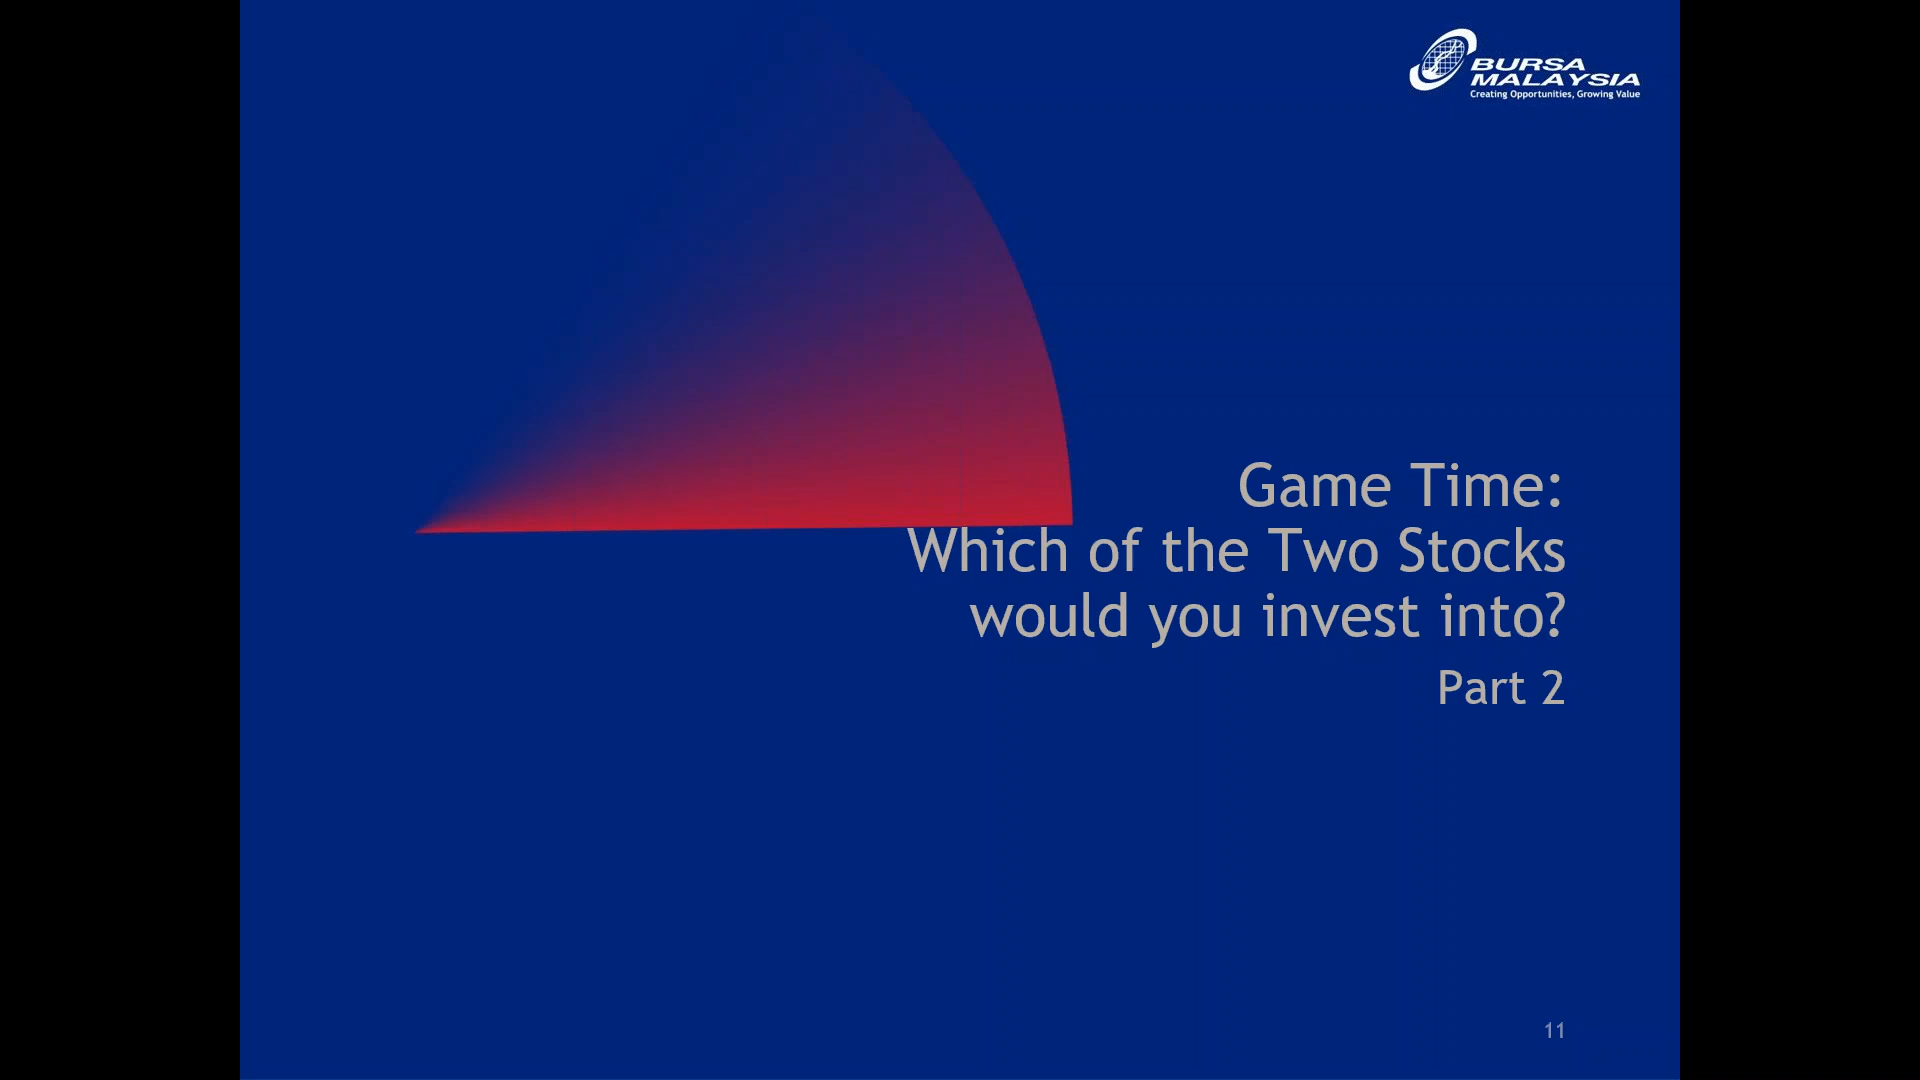 BURSA
MALAYSIA
Creating Opportunities, Growing Value
Game Time:
Which of the Two Stocks
would you invest into?
Part 2
11